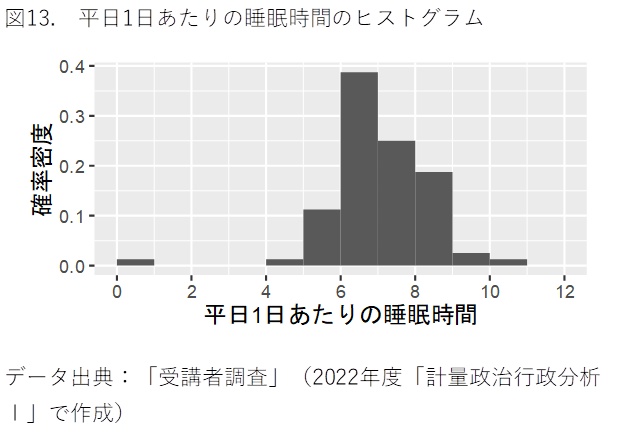 図13.　平日1日あたりの睡眠時間のヒストグラム
0.4
0.3
0.2
0.1
0.0
確率密度
0 2 4 6 8 10 12
平日1日あたりの睡眠時間
データ出典：「受講者調査」（2022年度「計量政治行政分析
Ⅰ」で作成）